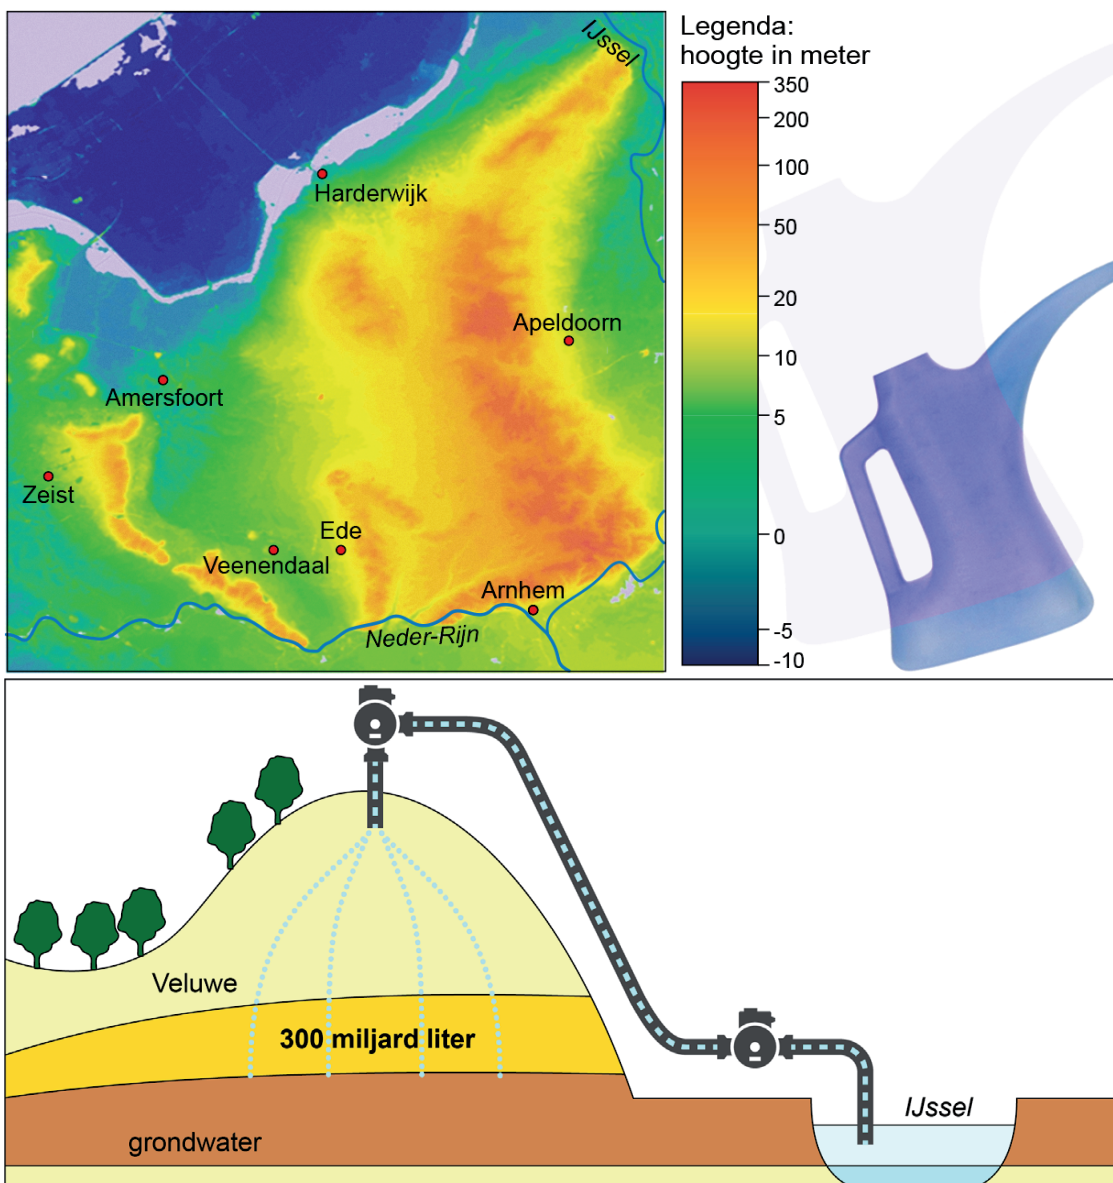 IJssel
Legenda:
hoogte in meter
350
200
100
50
20
10
5
0
-5
-10
Harderwijk
Apeldoorn
Amersfoort
Zeist
Ede
Veenendaal
Arnhem
Neder-Rijn
Veluwe
300 miljard liter
IJssel
grondwater